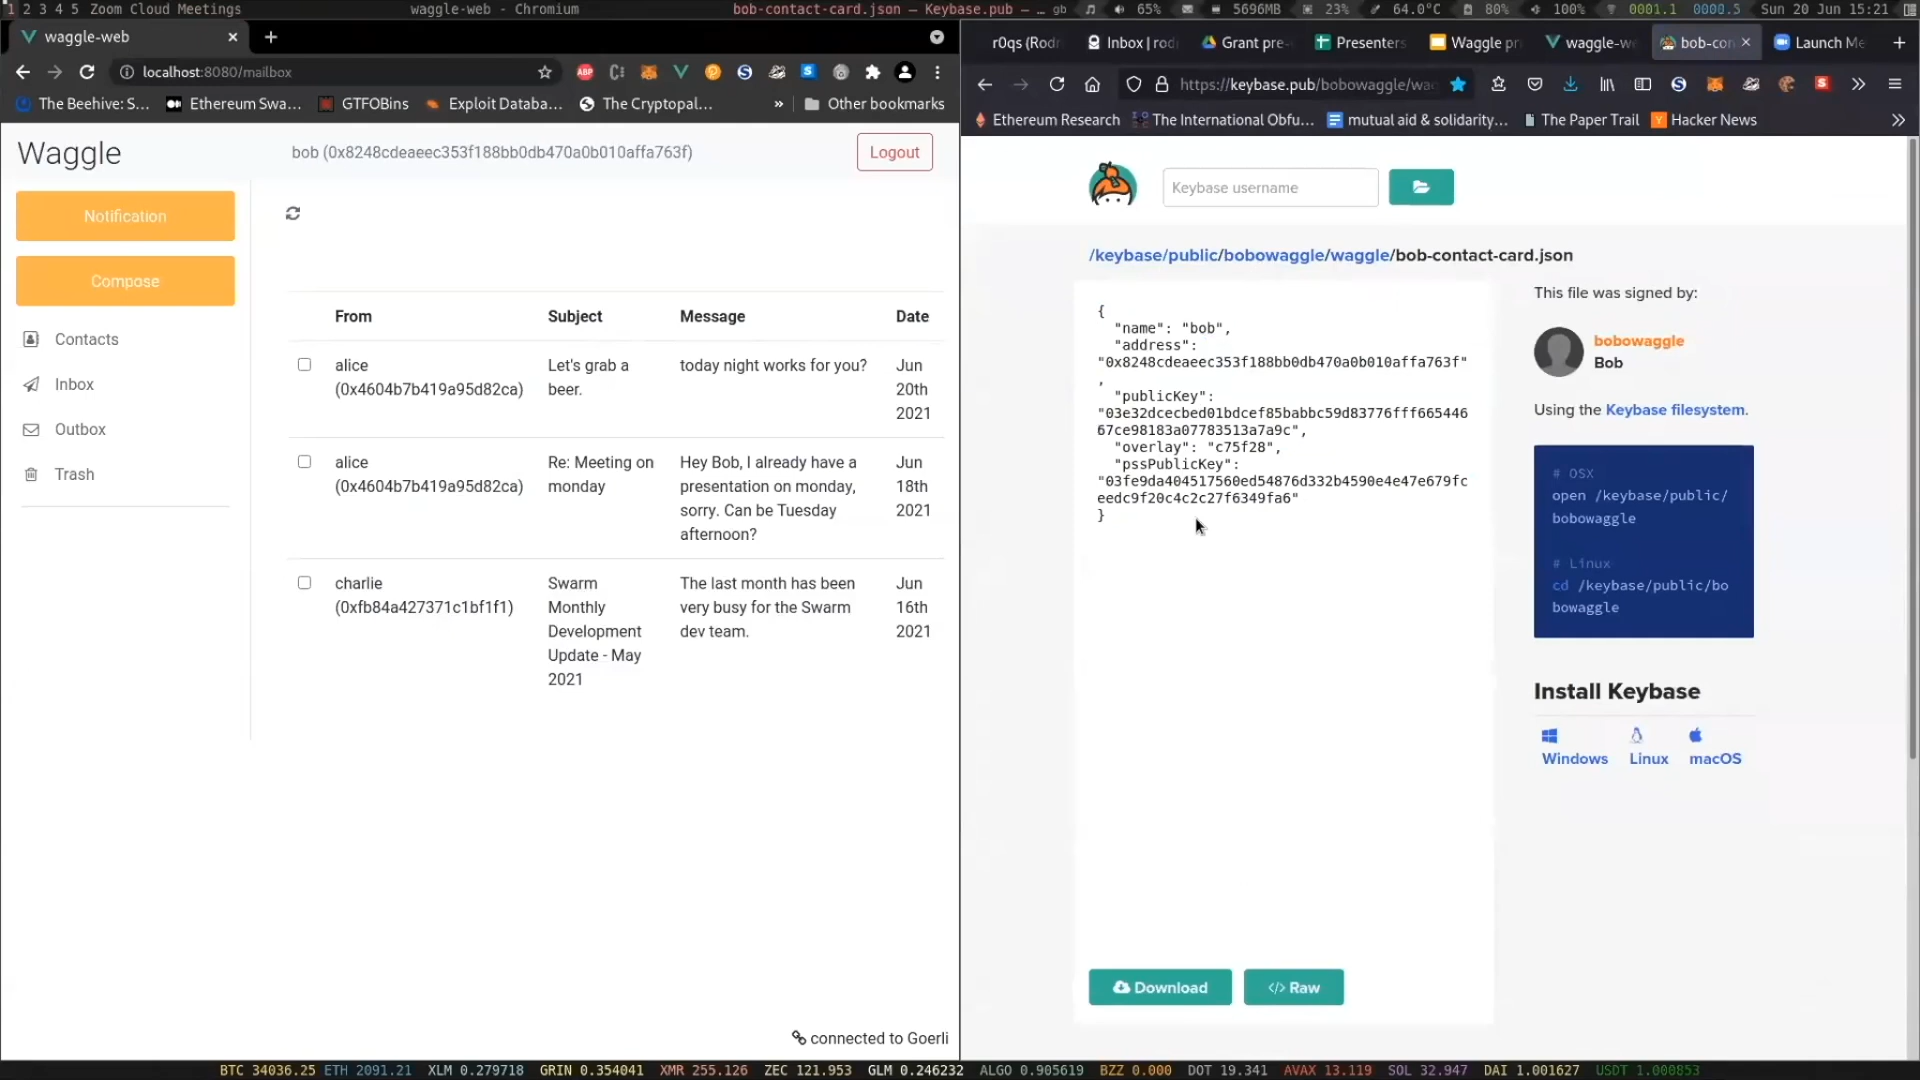 1 2 3 4 5 Zoom Cloud Meetings waggle-web - Chromium bob-contact-card.json — Keybase.pub — … gb 65% 5696MB 23% 64.0°C 80% 100% 0001.1 0000.5 Sun 20 Jun 15:21
waggle-web
localhost:8080/mailbox
The Beehive: S... Ethereum Swa... GTFOBins Exploit Databa... The Cryptopal... » Other bookmarks
Waggle
bob (0x8248cdeaeec353f188bb0db470a0b010affa763f)
Logout
Notification
Compose
Contacts
Inbox
Outbox
Trash
From Subject Message Date
alice (0x4604b7b419a95d82ca)
Let's grab a beer.
today night works for you?
Jun 20th 2021
alice (0x4604b7b419a95d82ca)
Re: Meeting on monday
Hey Bob, I already have a presentation on monday, sorry. Can be Tuesday afternoon?
Jun 18th 2021
charlie (0xfb84a427371c1bf1f1)
Swarm Monthly Development Update - May 2021
The last month has been very busy for the Swarm dev team.
Jun 16th 2021
connected to Goerli
r0qs (Rodr Inbox | rod Grant pre- Presenters Waggle pr waggle-w bob-con Launch Me
https://keybase.pub/bobowaggle/wa
Ethereum Research The International Obfu... mutual aid & solidarity... The Paper Trail Hacker News
Keybase username
/keybase/public/bobowaggle/waggle/bob-contact-card.json
{
"name": "bob",
"address":
"0x8248cdeaeec353f188bb0db470a0b010affa763f"
,
"publicKey":
"03e32dcecbed01bdcef85babbc59d83776fff665446
67ce98183a07783513a7a9c",
"overlay": "c75f28",
"pssPublicKey":
"03fe9da404517560ed54876d332b4590e4e47e679fc
eedc9f20c4c2c27f6349fa6"
}
Download
</> Raw
This file was signed by:
bobowaggle
Bob
Using the Keybase filesystem.
# OSX
open /keybase/public/
bobowaggle
# Linux
cd /keybase/public/bo
bowaggle
Install Keybase
Windows Linux macOS
BTC 34036.25 ETH 2091.21 XLM 0.279718 GRIN 0.354041 XMR 255.126 ZEC 121.953 GLM 0.246232 ALGO 0.905619 BZZ 0.000 DOT 19.341 AVAX 13.119 SOL 32.947 DAI 1.001627 USDT 1.000853